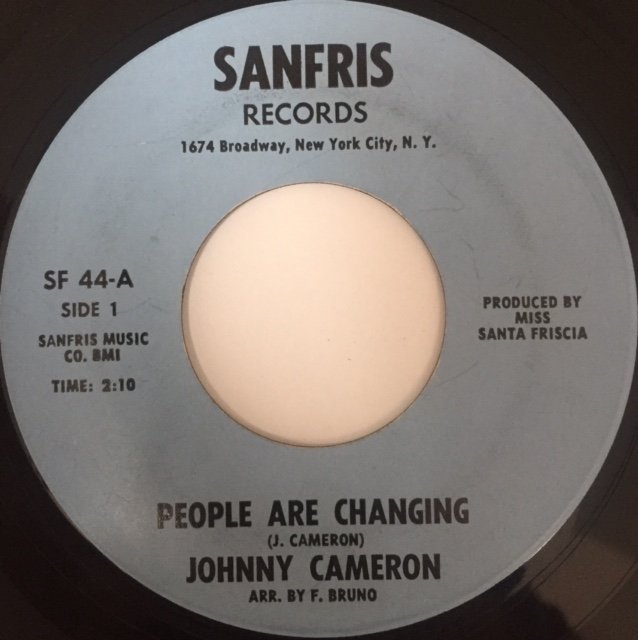 SANFRIS
RECORDS
1674 Broadway, New York City, N. Y.
SF 44-A
SIDE 1
SANFRIS MUSIC
CO. BMI
TIME: 2:10
PRODUCED BY
MISS
SANTA FRISCIA
PEOPLE ARE CHANGING
(J. CAMERON)
JOHNNY CAMERON
ARR. BY F. BRUNO